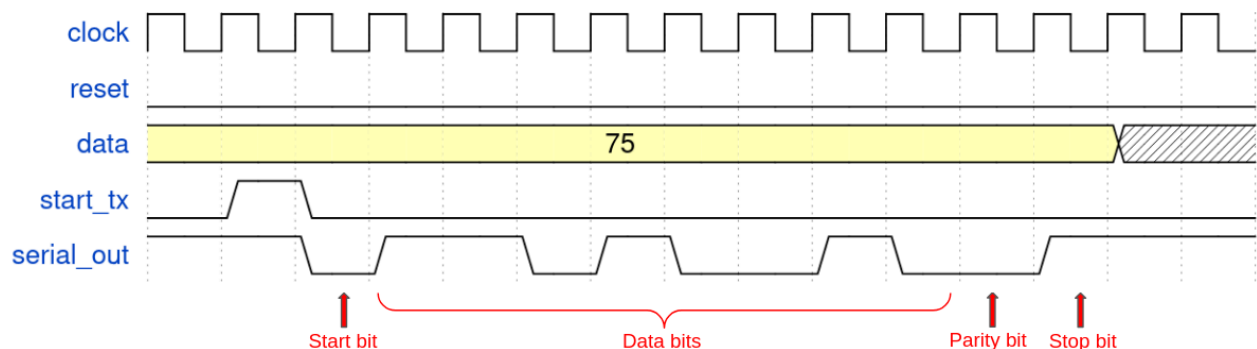 clock
reset
data
75
start_tx
serial_out
Start bit
Data bits
Parity bit
Stop bit